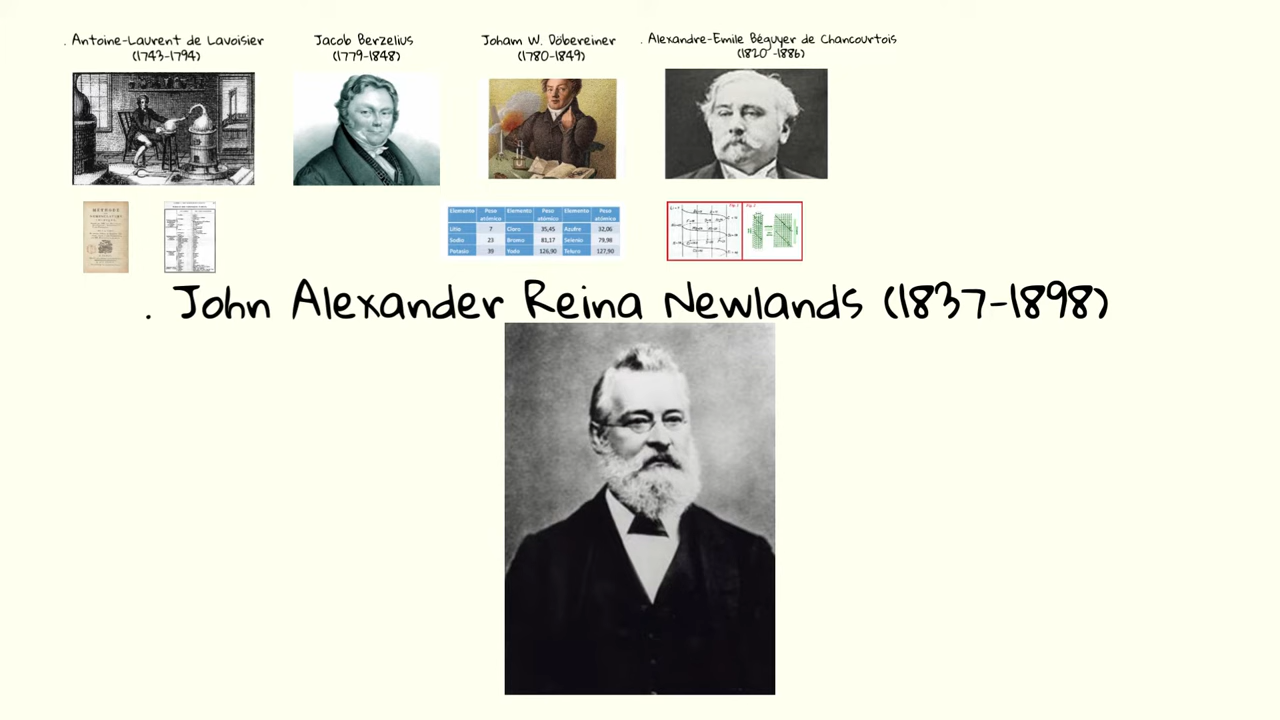 . Antoine-Laurent de Lavoisier
(1743-1794)
Jacob Berzelius
(1779-1848)
Joham W. Döbereiner
(1780-1849)
. Alexandre-Emile Béguyer de Chancourtois
(1820 -1886)
Elemento Peso atómico Elemento Peso atómico Elemento Peso atómico
Litio 7 Cloro 35,45 Azufre 32,06
Sodio 23 Bromo 81,17 Selenio 79,98
Potasio 39 Yodo 126,90 Teluro 127,90
. John Alexander Reina Newlands (1837-1898)